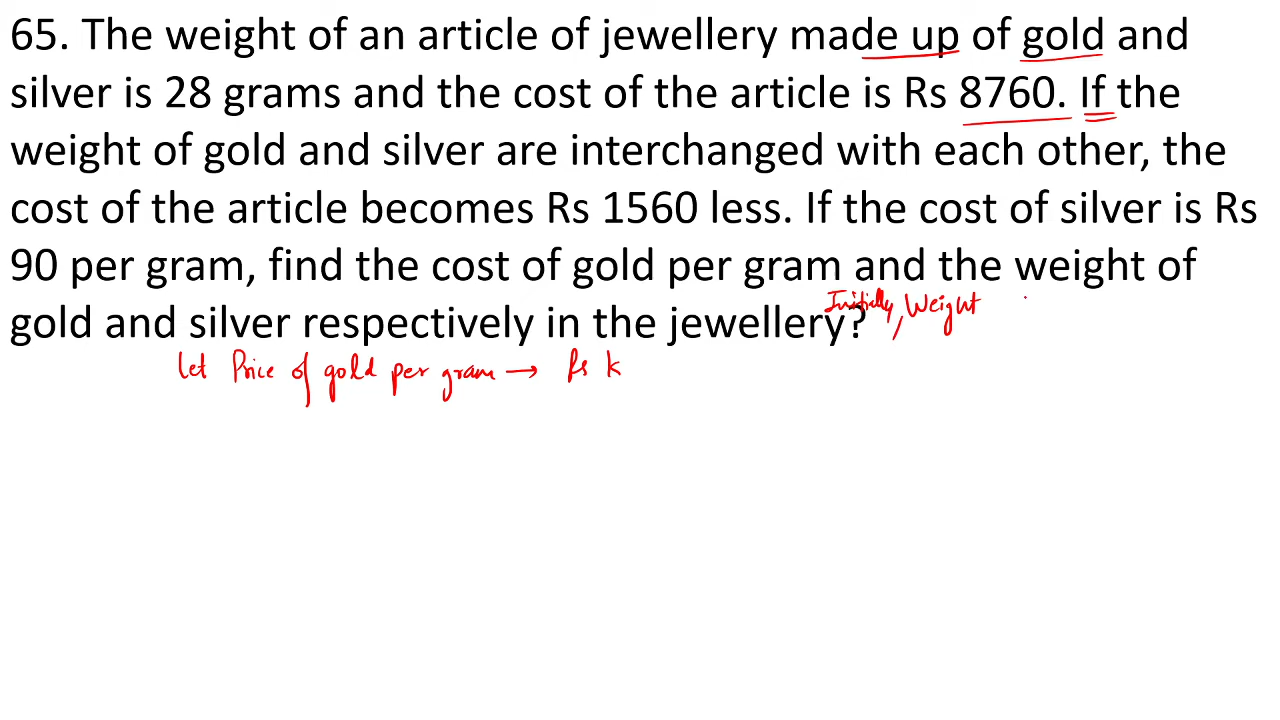 65. The weight of an article of jewellery made up of gold and
silver is 28 grams and the cost of the article is Rs 8760. If the
weight of gold and silver are interchanged with each other, the
cost of the article becomes Rs 1560 less. If the cost of silver is Rs
90 per gram, find the cost of gold per gram and the weight of
gold and silver respectively in the jewellery?
Initially, Weight
let Price of gold per gram → Rs k